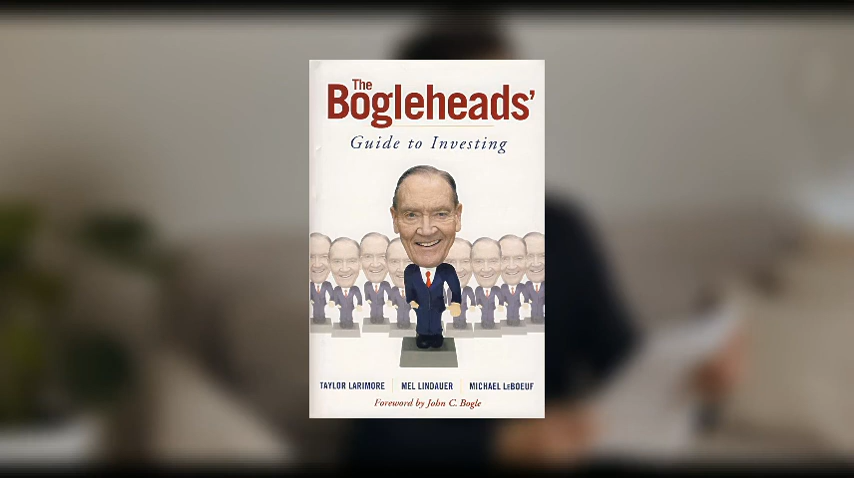 The
Bogleheads'
Guide to Investing
TAYLOR LARIMORE MEL LINDAUER MICHAEL LEBOEUF
Foreword by John C. Bogle